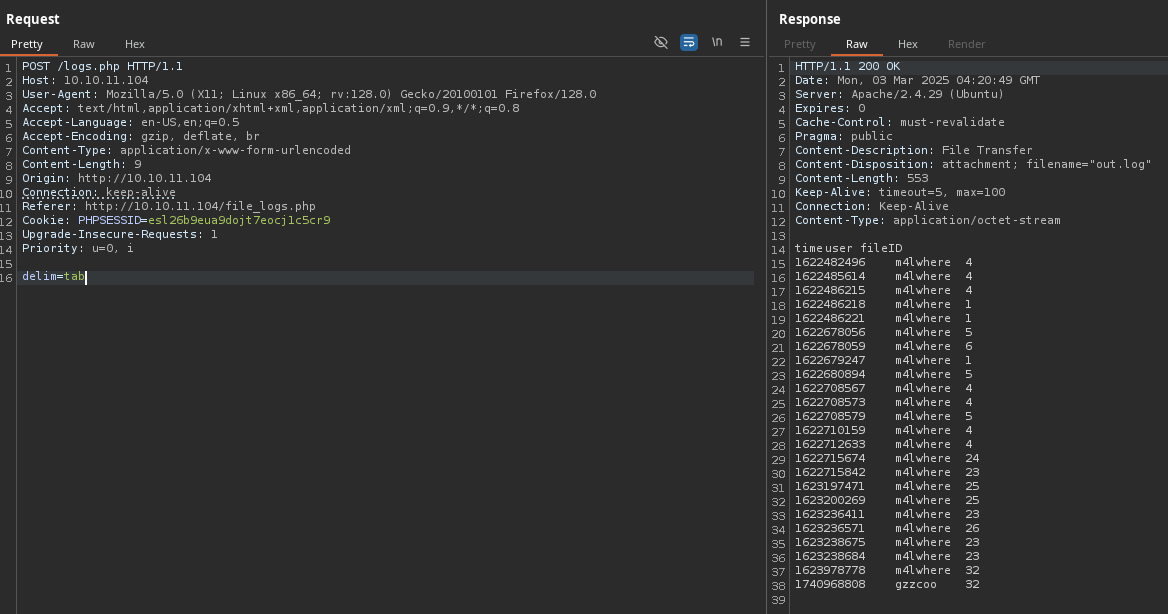 Request
Pretty Raw Hex \n
1 POST /logs.php HTTP/1.1
2 Host: 10.10.11.104
3 User-Agent: Mozilla/5.0 (X11; Linux x86_64; rv:128.0) Gecko/20100101 Firefox/128.0
4 Accept: text/html,application/xhtml+xml,application/xml;q=0.9,*/*;q=0.8
5 Accept-Language: en-US,en;q=0.5
6 Accept-Encoding: gzip, deflate, br
7 Content-Type: application/x-www-form-urlencoded
8 Content-Length: 9
9 Origin: http://10.10.11.104
10 Connection: keep-alive
11 Referer: http://10.10.11.104/file_logs.php
12 Cookie: PHPSESSID=esl26b9eua9dojt7eocj1c5cr9
13 Upgrade-Insecure-Requests: 1
14 Priority: u=0, i
15
16 delim=tab
Response
Pretty Raw Hex Render
1 HTTP/1.1 200 OK
2 Date: Mon, 03 Mar 2025 04:20:49 GMT
3 Server: Apache/2.4.29 (Ubuntu)
4 Expires: 0
5 Cache-Control: must-revalidate
6 Pragma: public
7 Content-Description: File Transfer
8 Content-Disposition: attachment; filename="out.log"
9 Content-Length: 553
10 Keep-Alive: timeout=5, max=100
11 Connection: Keep-Alive
12 Content-Type: application/octet-stream
13
14 time user fileID
15 1622482496 m4lwhere 4
16 1622485614 m4lwhere 4
17 1622486215 m4lwhere 4
18 1622486218 m4lwhere 1
19 1622486221 m4lwhere 1
20 1622678056 m4lwhere 5
21 1622678059 m4lwhere 6
22 1622679247 m4lwhere 1
23 1622680894 m4lwhere 5
24 1622708567 m4lwhere 4
25 1622708573 m4lwhere 4
26 1622708579 m4lwhere 5
27 1622710159 m4lwhere 4
28 1622712633 m4lwhere 4
29 1622715674 m4lwhere 24
30 1622715842 m4lwhere 23
31 1623197471 m4lwhere 25
32 1623200269 m4lwhere 25
33 1623236411 m4lwhere 23
34 1623236571 m4lwhere 26
35 1623238675 m4lwhere 23
36 1623238684 m4lwhere 23
37 1623978778 m4lwhere 32
38 1740968808 gzzcoo 32
39